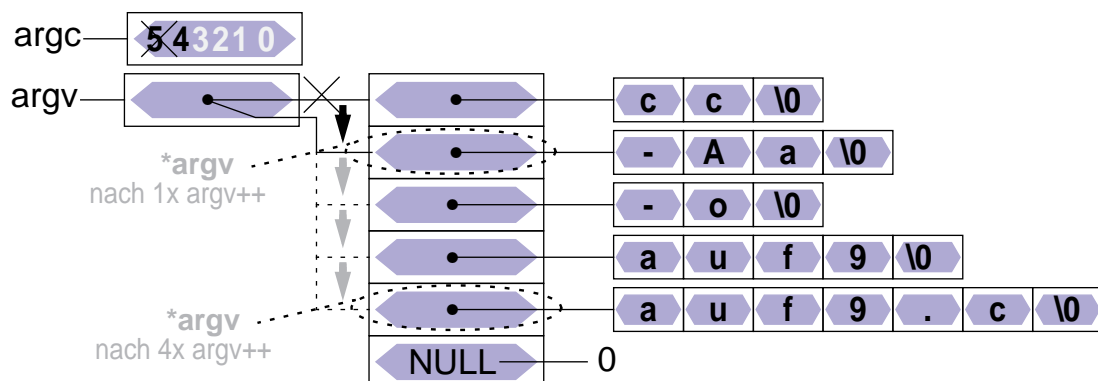 argc 5 4 3 2 1 0
argv c c \0
- A a \0
*argv
nach 1x argv++
- o \0
a u f 9 \0
a u f 9 . c \0
*argv
nach 4x argv++
NULL 0